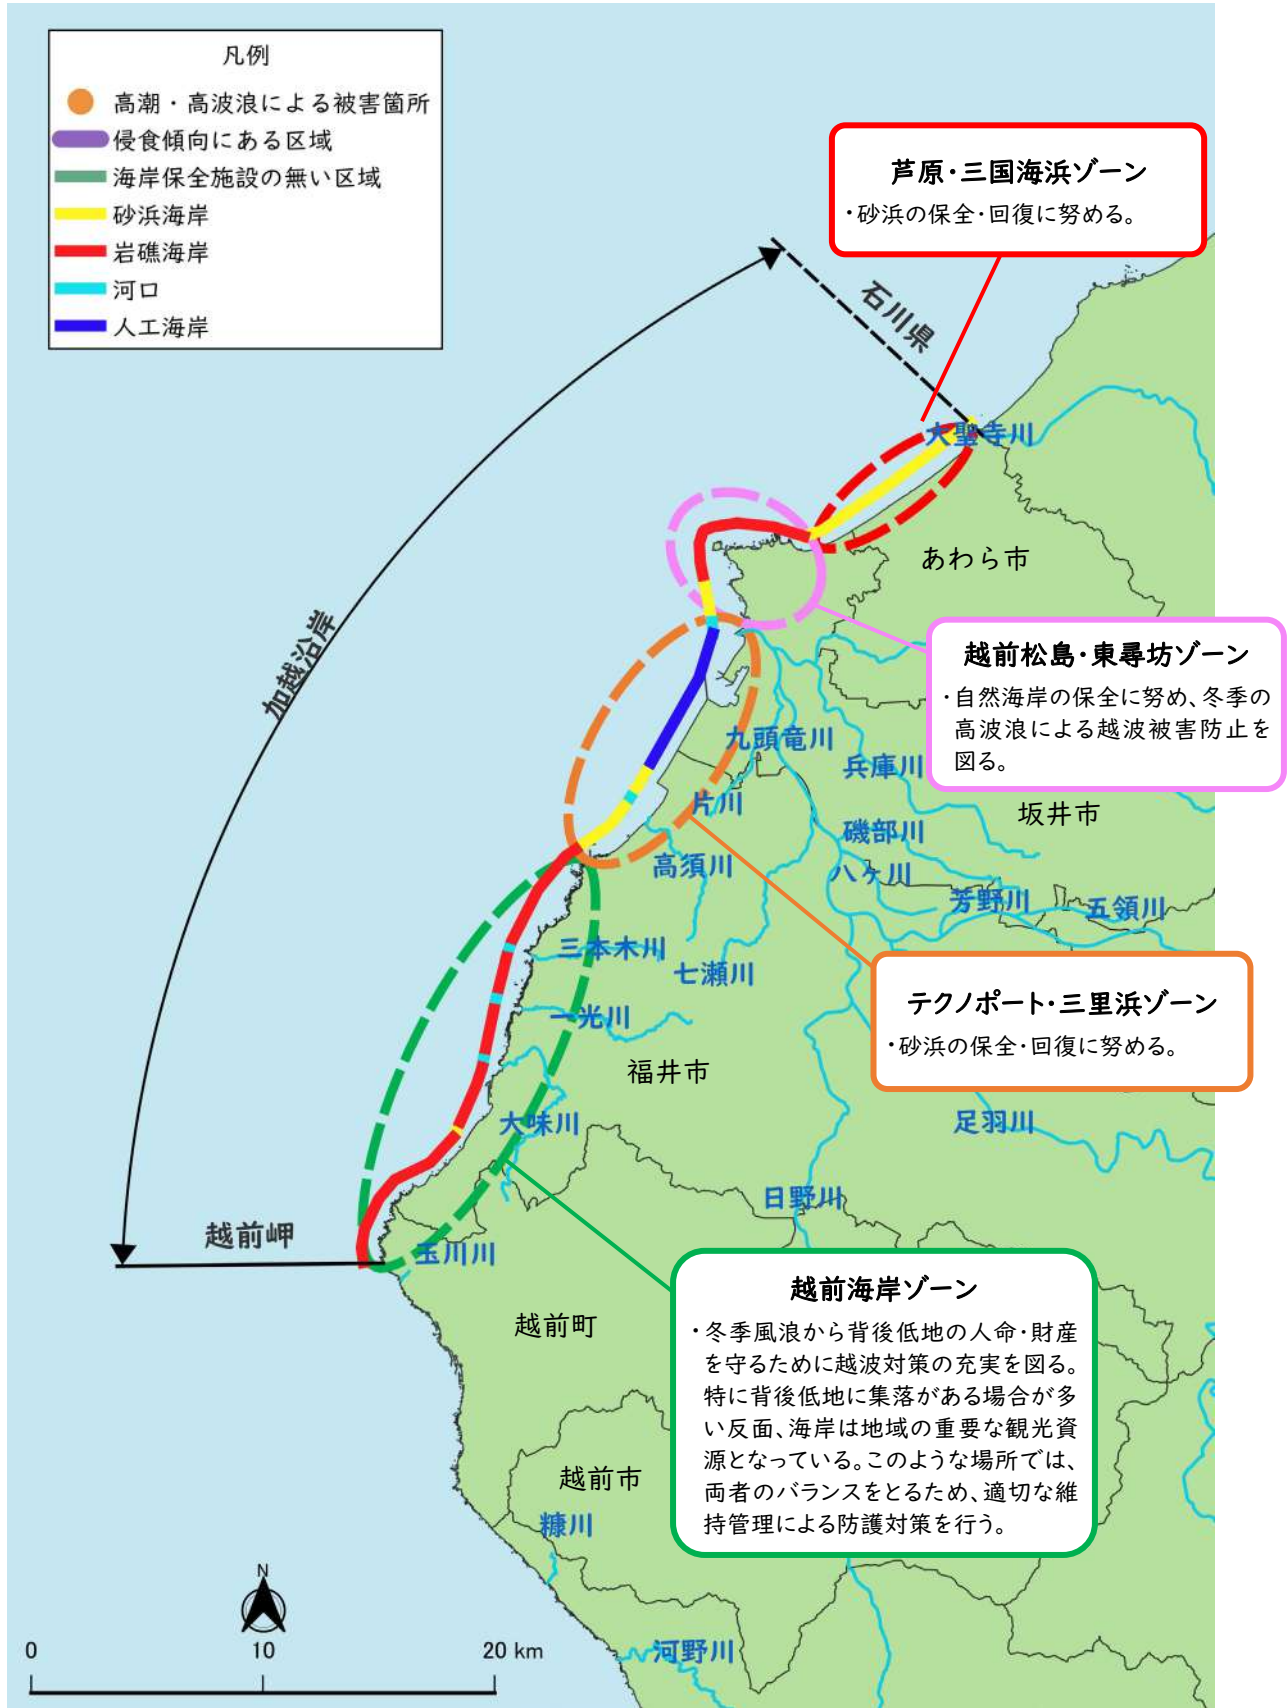 凡例
高潮・高波浪による被害箇所
侵食傾向にある区域
海岸保全施設の無い区域
砂浜海岸
岩礁海岸
河口
人工海岸
芦原・三国海浜ゾーン
・砂浜の保全・回復に努める。
石川県
大聖寺川
あわら市
加越沿岸
越前松島・東尋坊ゾーン
・自然海岸の保全に努め、冬季の
高波浪による越波被害防止を
図る。
九頭竜川
兵庫川
片川
坂井市
磯部川
高須川
八ヶ川
芳野川
五領川
三本木川
七瀬川
テクノポート・三里浜ゾーン
・砂浜の保全・回復に努める。
一光川
福井市
大味川
足羽川
日野川
越前岬
玉川川
越前海岸ゾーン
・冬季風浪から背後低地の人命・財産
を守るために越波対策の充実を図る。
特に背後低地に集落がある場合が多
い反面、海岸は地域の重要な観光資
源となっている。このような場所では、
両者のバランスをとるため、適切な維
持管理による防護対策を行う。
越前町
越前市
糠川
河野川
N
0
10
20 km